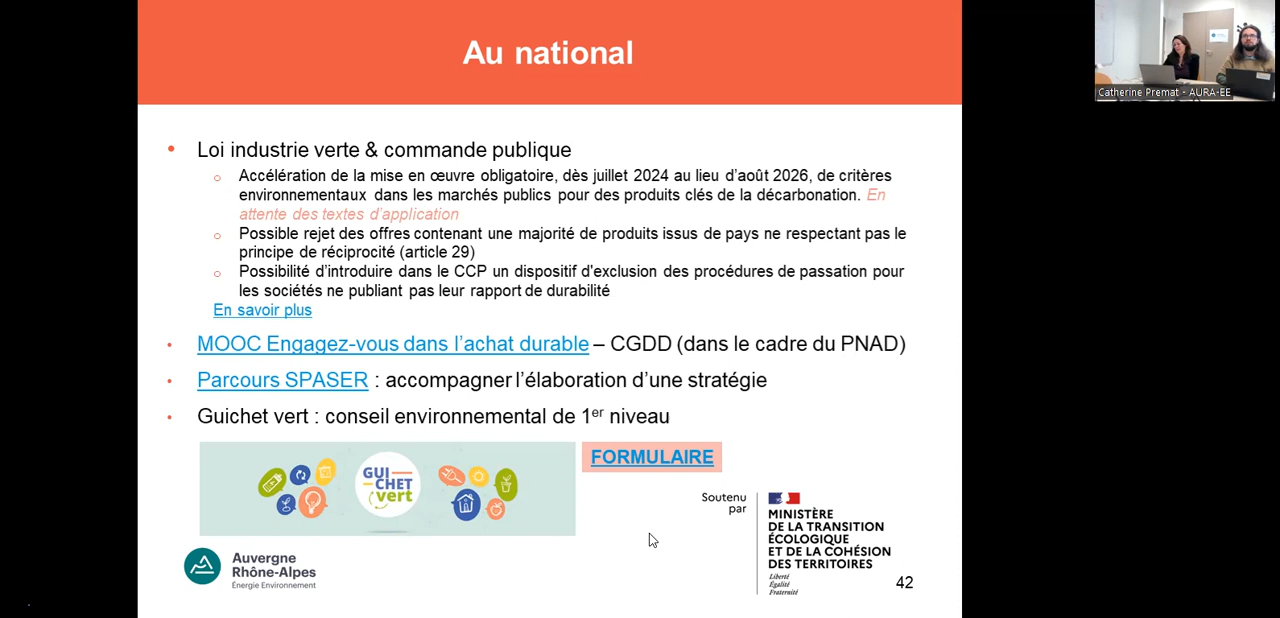 Au national
Catherine Premat - AURA-EE
• Loi industrie verte & commande publique
o Accélération de la mise en œuvre obligatoire, dès juillet 2024 au lieu d’août 2026, de critères
environnementaux dans les marchés publics pour des produits clés de la décarbonation. En
attente des textes d’application
o Possible rejet des offres contenant une majorité de produits issus de pays ne respectant pas le
principe de réciprocité (article 29)
o Possibilité d’introduire dans le CCP un dispositif d'exclusion des procédures de passation pour
les sociétés ne publiant pas leur rapport de durabilité
En savoir plus
• MOOC Engagez-vous dans l’achat durable – CGDD (dans le cadre du PNAD)
• Parcours SPASER : accompagner l’élaboration d’une stratégie
• Guichet vert : conseil environnemental de 1er niveau
GUI
CHET
vert
FORMULAIRE
Soutenu
par
MINISTÈRE
DE LA TRANSITION
ÉCOLOGIQUE
ET DE LA COHÉSION
DES TERRITOIRES
Liberté
Égalité
Fraternité
Auvergne
Rhône-Alpes
Énergie Environnement
42